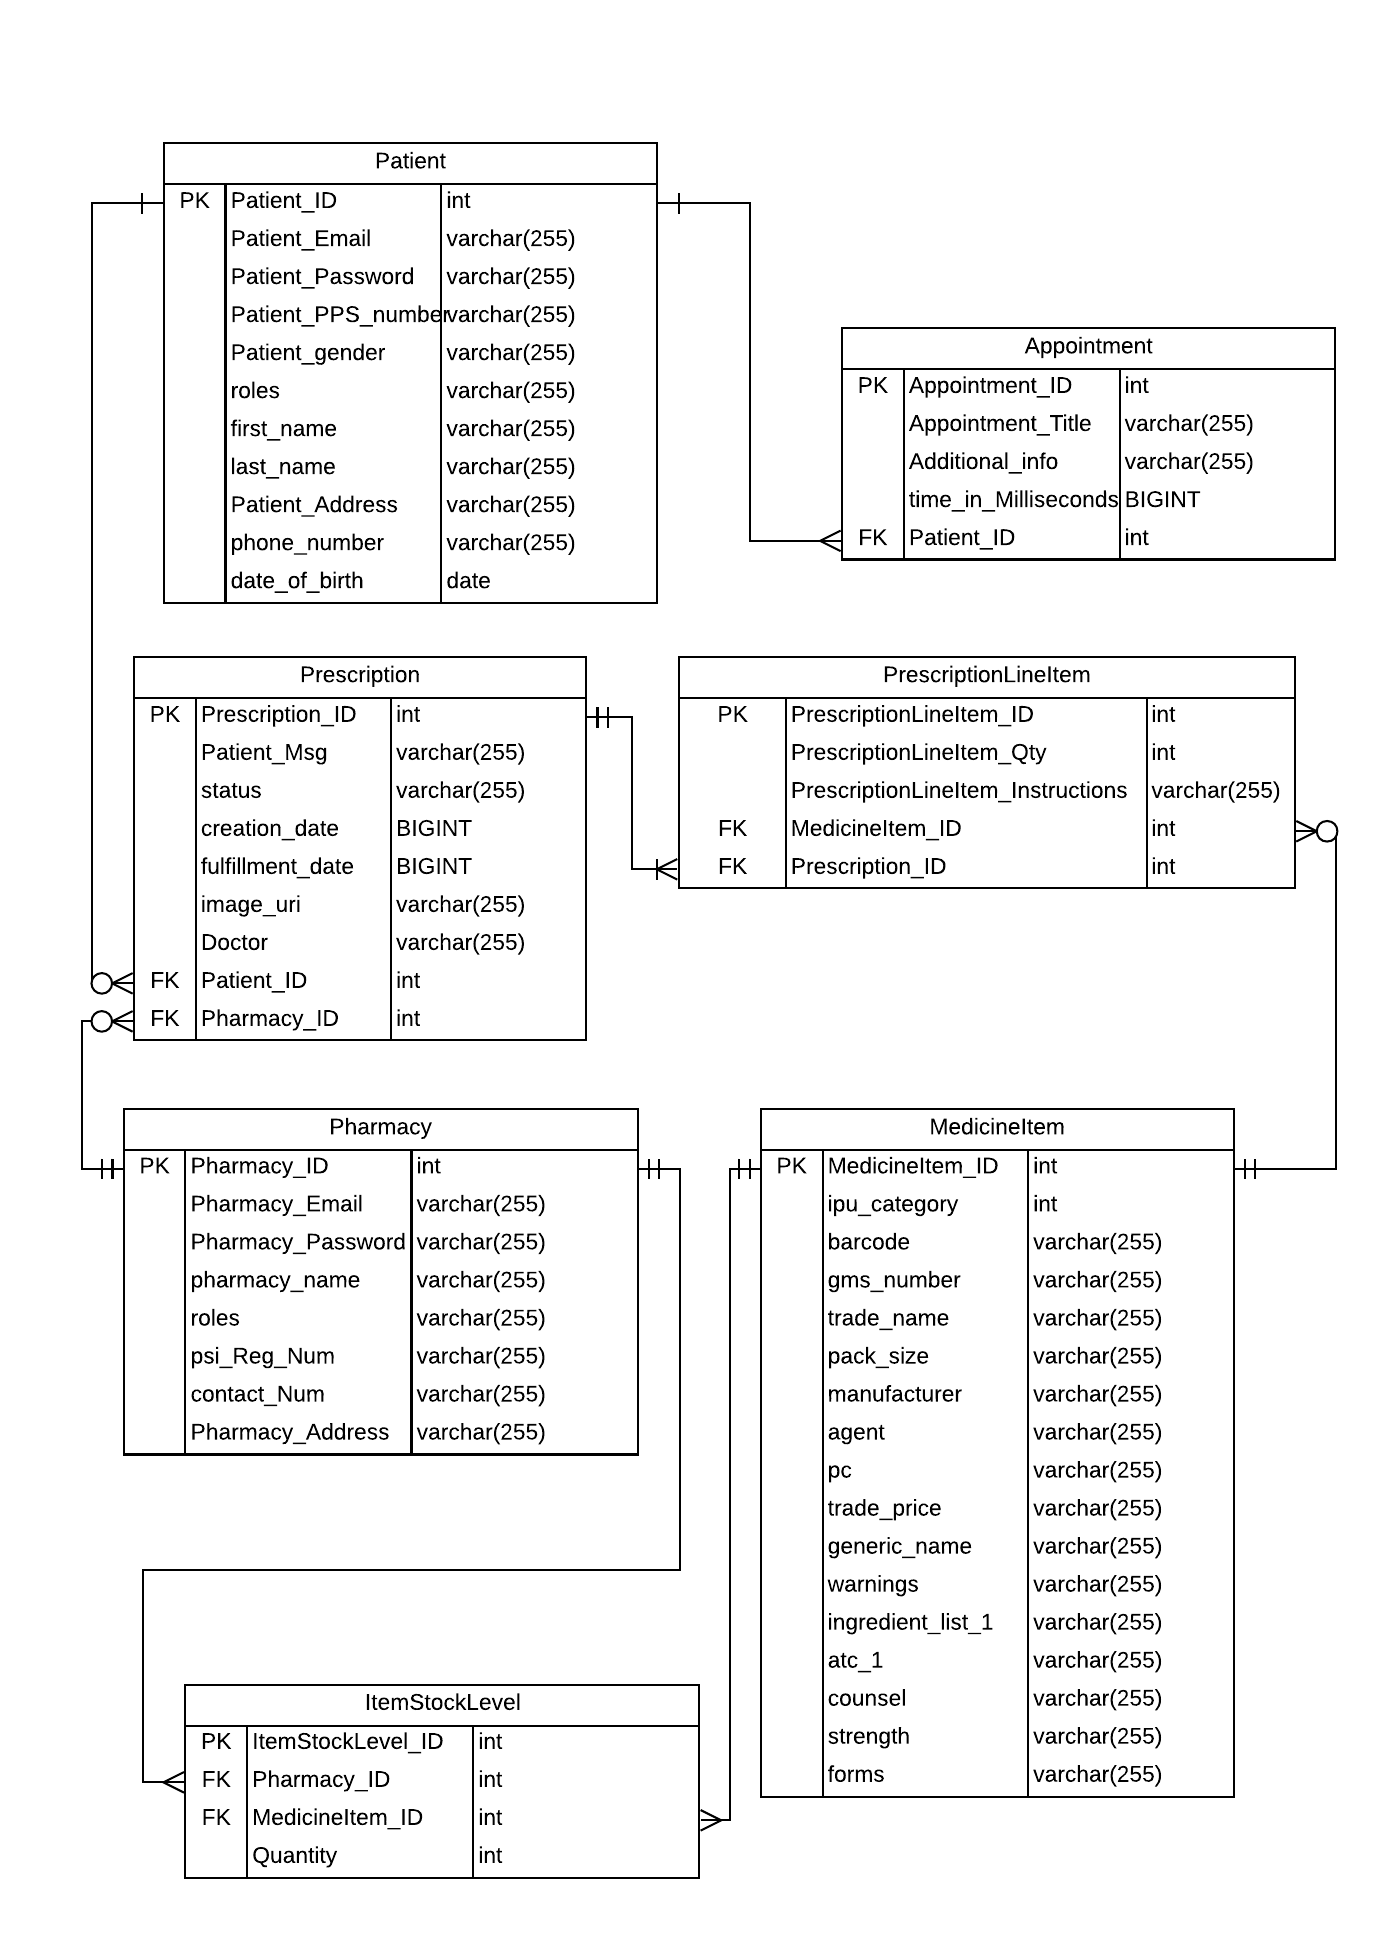 Patient
PK Patient_ID int
Patient_Email varchar(255)
Patient_Password varchar(255)
Patient_PPS_number varchar(255)
Patient_gender varchar(255)
roles varchar(255)
first_name varchar(255)
last_name varchar(255)
Patient_Address varchar(255)
phone_number varchar(255)
date_of_birth date
Appointment
PK Appointment_ID int
Appointment_Title varchar(255)
Additional_info varchar(255)
time_in_Milliseconds BIGINT
FK Patient_ID int
Prescription
PK Prescription_ID int
Patient_Msg varchar(255)
status varchar(255)
creation_date BIGINT
fulfillment_date BIGINT
image_uri varchar(255)
Doctor varchar(255)
FK Patient_ID int
FK Pharmacy_ID int
PrescriptionLineItem
PK PrescriptionLineItem_ID int
PrescriptionLineItem_Qty int
PrescriptionLineItem_Instructions varchar(255)
FK MedicineItem_ID int
FK Prescription_ID int
Pharmacy
PK Pharmacy_ID int
Pharmacy_Email varchar(255)
Pharmacy_Password varchar(255)
pharmacy_name varchar(255)
roles varchar(255)
psi_Reg_Num varchar(255)
contact_Num varchar(255)
Pharmacy_Address varchar(255)
MedicineItem
PK MedicineItem_ID int
ipu_category int
barcode varchar(255)
gms_number varchar(255)
trade_name varchar(255)
pack_size varchar(255)
manufacturer varchar(255)
agent varchar(255)
pc varchar(255)
trade_price varchar(255)
generic_name varchar(255)
warnings varchar(255)
ingredient_list_1 varchar(255)
atc_1 varchar(255)
counsel varchar(255)
strength varchar(255)
forms varchar(255)
ItemStockLevel
PK ItemStockLevel_ID int
FK Pharmacy_ID int
FK MedicineItem_ID int
Quantity int